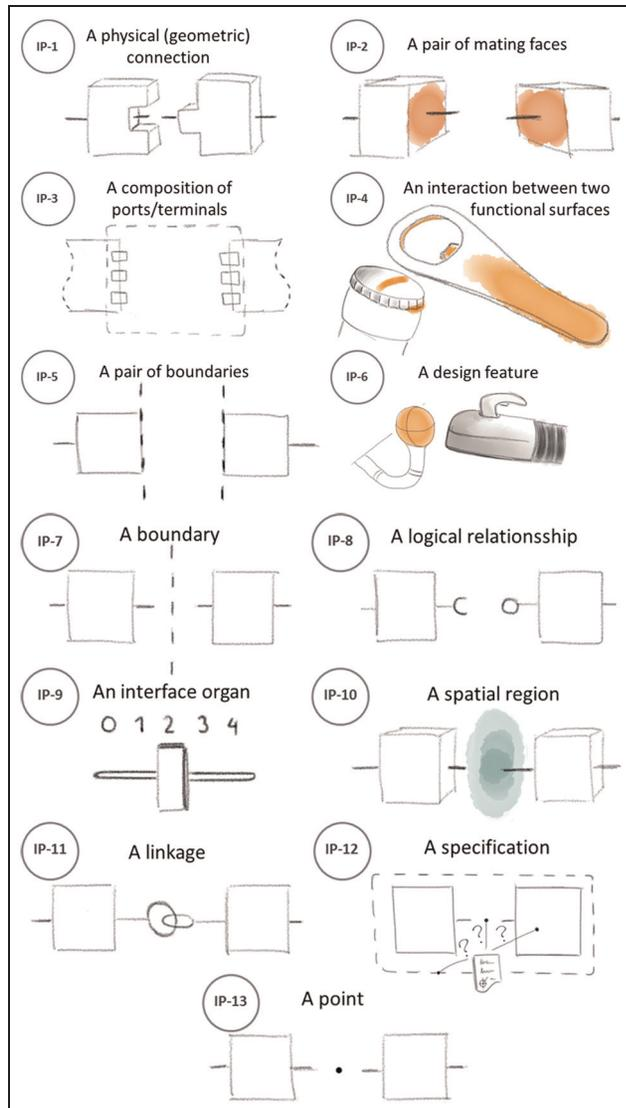 IP-1
A physical (geometric)
connection
IP-2
A pair of mating faces
IP-3
A composition of
ports/terminals
IP-4
An interaction between two
functional surfaces
IP-5
A pair of boundaries
IP-6
A design feature
IP-7
A boundary
IP-8
A logical relationsship
IP-9
An interface organ
0 1 2 3 4
IP-10
A spatial region
IP-11
A linkage
IP-12
A specification
? ? ?
IP-13
A point